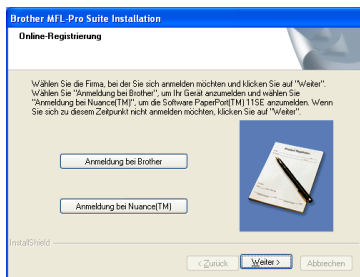 Brother MFL-Pro Suite Installation
Online-Registrierung
Wählen Sie die Firma, bei der Sie sich anmelden möchten und klicken Sie auf "Weiter".
Wählen Sie "Anmeldung bei Brother", um Ihr Gerät anzumelden und wählen Sie
"Anmeldung bei Nuance(TM)", um die Software PaperPort(TM) 11SE anzumelden. Wenn
Sie sich zu diesem Zeitpunkt nicht anmelden möchten, klicken Sie auf "Weiter".
Anmeldung bei Brother
Anmeldung bei Nuance(TM)
InstallShield
< Zurück
Weiter >
Abbrechen